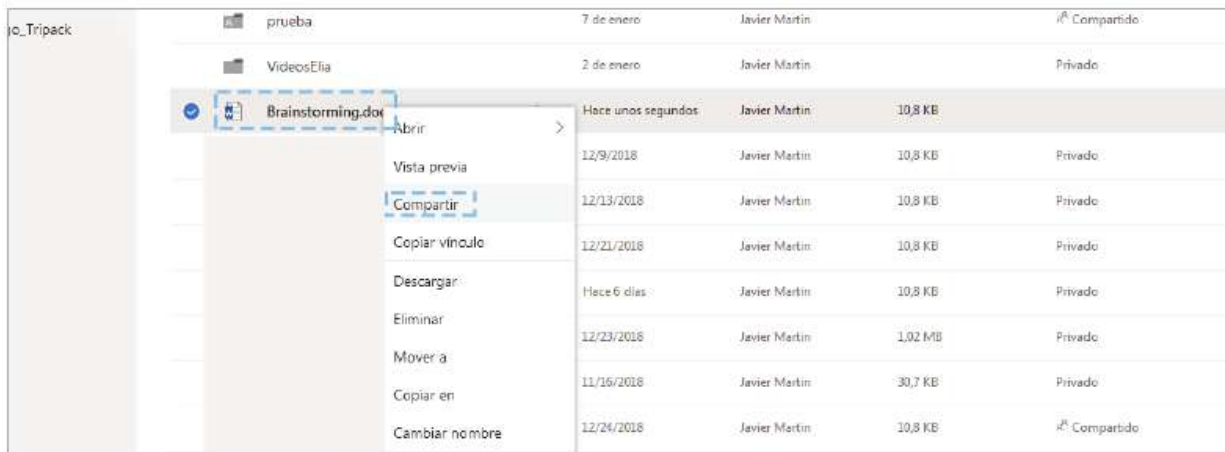 jo_Tripack
prueba 7 de enero Javier Martin Compartido
VideosElia 2 de enero Javier Martin Privado
Brainstorming.doc Hace unos segundos Javier Martin 10,8 KB
Abrir
12/9/2018 Javier Martin 10,8 KB Privado
Vista previa
12/13/2018 Javier Martin 10,8 KB Privado
Compartir
12/21/2018 Javier Martin 10,8 KB Privado
Copiar vínculo
Descargar
Hace 6 días Javier Martin 10,8 KB Privado
Eliminar
12/23/2018 Javier Martin 1,02 MB Privado
Mover a
11/16/2018 Javier Martin 30,7 KB Privado
Copiar en
12/24/2018 Javier Martin 10,8 KB Compartido
Cambiar nombre